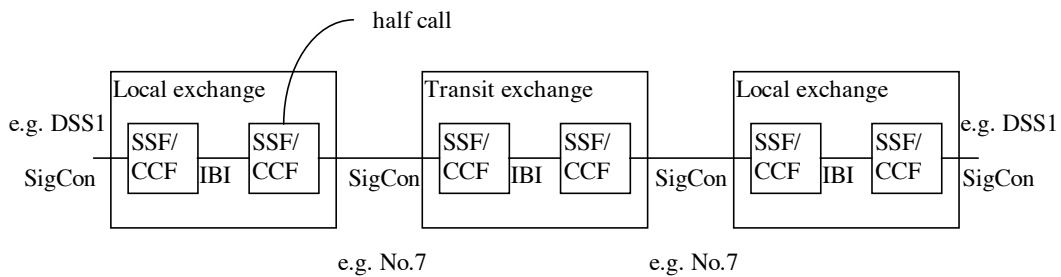 half call
Local exchange
Transit exchange
Local exchange
e.g. DSS1
e.g. DSS1
SSF/
CCF
SSF/
CCF
SSF/
CCF
SSF/
CCF
SSF/
CCF
SSF/
CCF
SigCon
IBI
SigCon
IBI
SigCon
IBI
SigCon
e.g. No.7
e.g. No.7